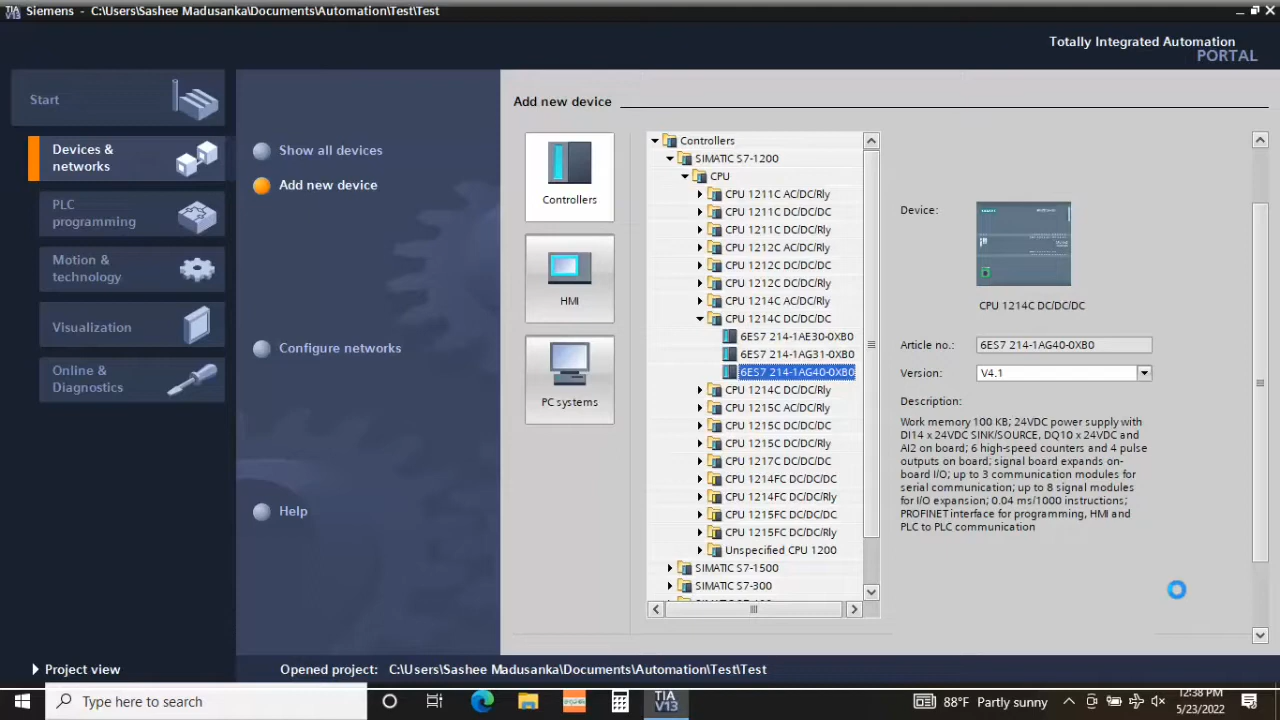 Siemens - C:\Users\Sashee Madusanka\Documents\Automation\Test\Test
TIA
V13
Totally Integrated Automation
PORTAL
Start
Devices &
networks
PLC
programming
Motion &
technology
Visualization
Online &
Diagnostics
Show all devices
Add new device
Configure networks
Help
Add new device
Controllers
HMI
PC systems
Controllers
SIMATIC S7-1200
CPU
CPU 1211C AC/DC/Rly
CPU 1211C DC/DC/DC
CPU 1211C DC/DC/Rly
CPU 1212C AC/DC/Rly
CPU 1212C DC/DC/DC
CPU 1212C DC/DC/Rly
CPU 1214C AC/DC/Rly
CPU 1214C DC/DC/DC
6ES7 214-1AE30-0XB0
6ES7 214-1AG31-0XB0
6ES7 214-1AG40-0XB0
CPU 1214C DC/DC/Rly
CPU 1215C AC/DC/Rly
CPU 1215C DC/DC/DC
CPU 1215C DC/DC/Rly
CPU 1217C DC/DC/DC
CPU 1214FC DC/DC/DC
CPU 1214FC DC/DC/Rly
CPU 1215FC DC/DC/DC
CPU 1215FC DC/DC/Rly
Unspecified CPU 1200
SIMATIC S7-1500
SIMATIC S7-300
Device:
CPU 1214C DC/DC/DC
Article no.: 6ES7 214-1AG40-0XB0
Version: V4.1
Description:
Work memory 100 KB; 24VDC power supply with
DI14 x 24VDC SINK/SOURCE, DQ10 x 24VDC and
AI2 on board; 6 high-speed counters and 4 pulse
outputs on board; signal board expands on-
board I/O; up to 3 communication modules for
serial communication; up to 8 signal modules
for I/O expansion; 0.04 ms/1000 instructions;
PROFINET interface for programming, HMI and
PLC to PLC communication
Project view
Opened project: C:\Users\Sashee Madusanka\Documents\Automation\Test\Test
Type here to search
TIA
V13
88°F Partly sunny
12:38 PM
5/23/2022